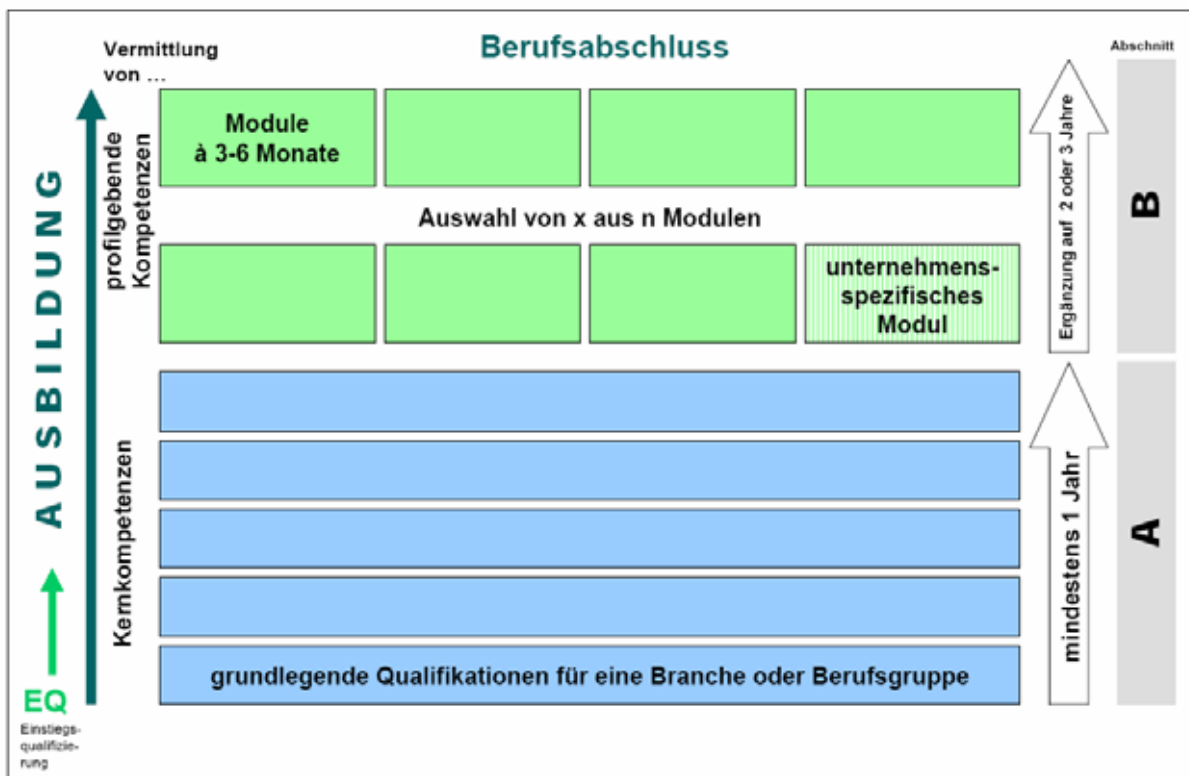 Vermittlung
von ...
Berufsabschluss
Abschnitt
AUSBILDUNG
profilgebende
Kompetenzen
Module
à 3-6 Monate
Auswahl von x aus n Modulen
unternehmens-
spezifisches
Modul
Ergänzung auf 2 oder 3 Jahre
B
Kernkompetenzen
grundlegende Qualifikationen für eine Branche oder Berufsgruppe
mindestens 1 Jahr
A
EQ
Einstiegs-
qualifizie-
rung